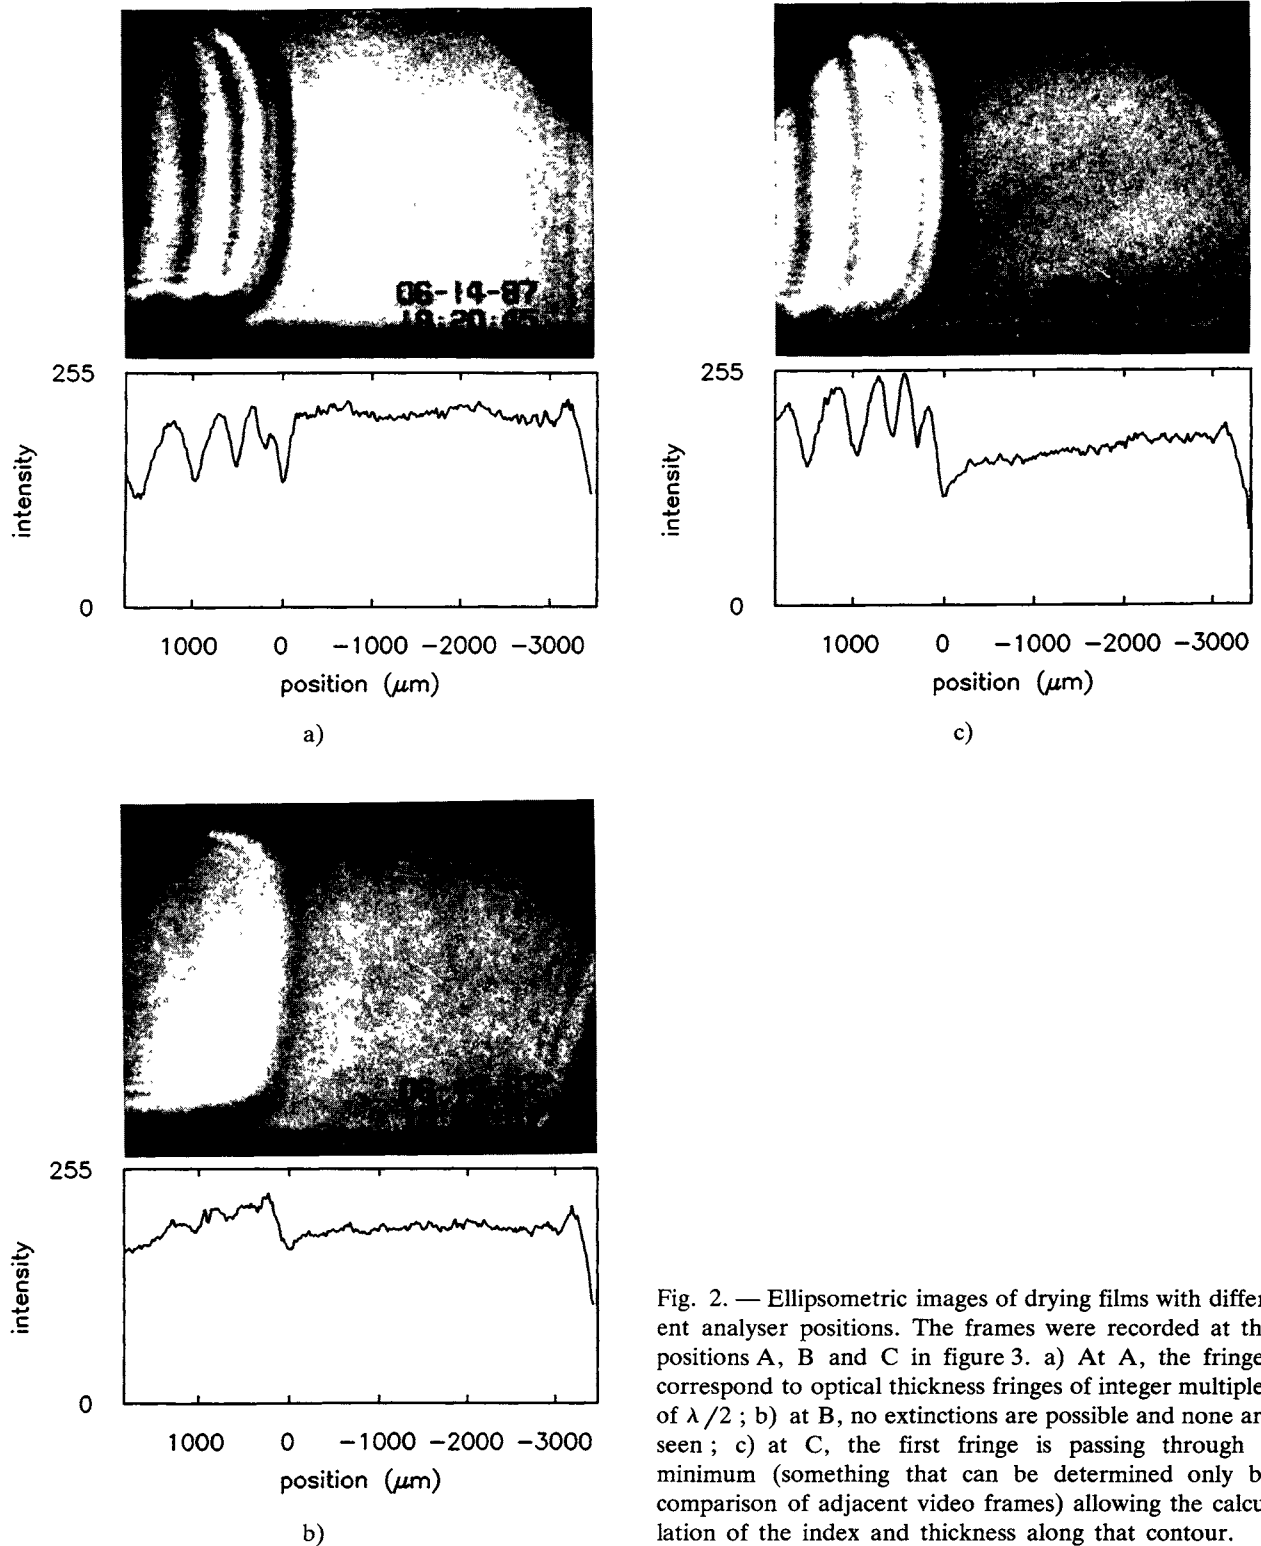 06-14-87
255
intensity
0
1000 0 -1000 -2000 -3000
position (μm)
a)
255
intensity
0
1000 0 -1000 -2000 -3000
position (μm)
c)
255
intensity
0
1000 0 -1000 -2000 -3000
position (μm)
b)
Fig. 2. — Ellipsometric images of drying films with differ
ent analyser positions. The frames were recorded at th
positions A, B and C in figure 3. a) At A, the fringe
correspond to optical thickness fringes of integer multiple
of λ/2 ; b) at B, no extinctions are possible and none ar
seen ; c) at C, the first fringe is passing through
minimum (something that can be determined only b
comparison of adjacent video frames) allowing the calcu
lation of the index and thickness along that contour.